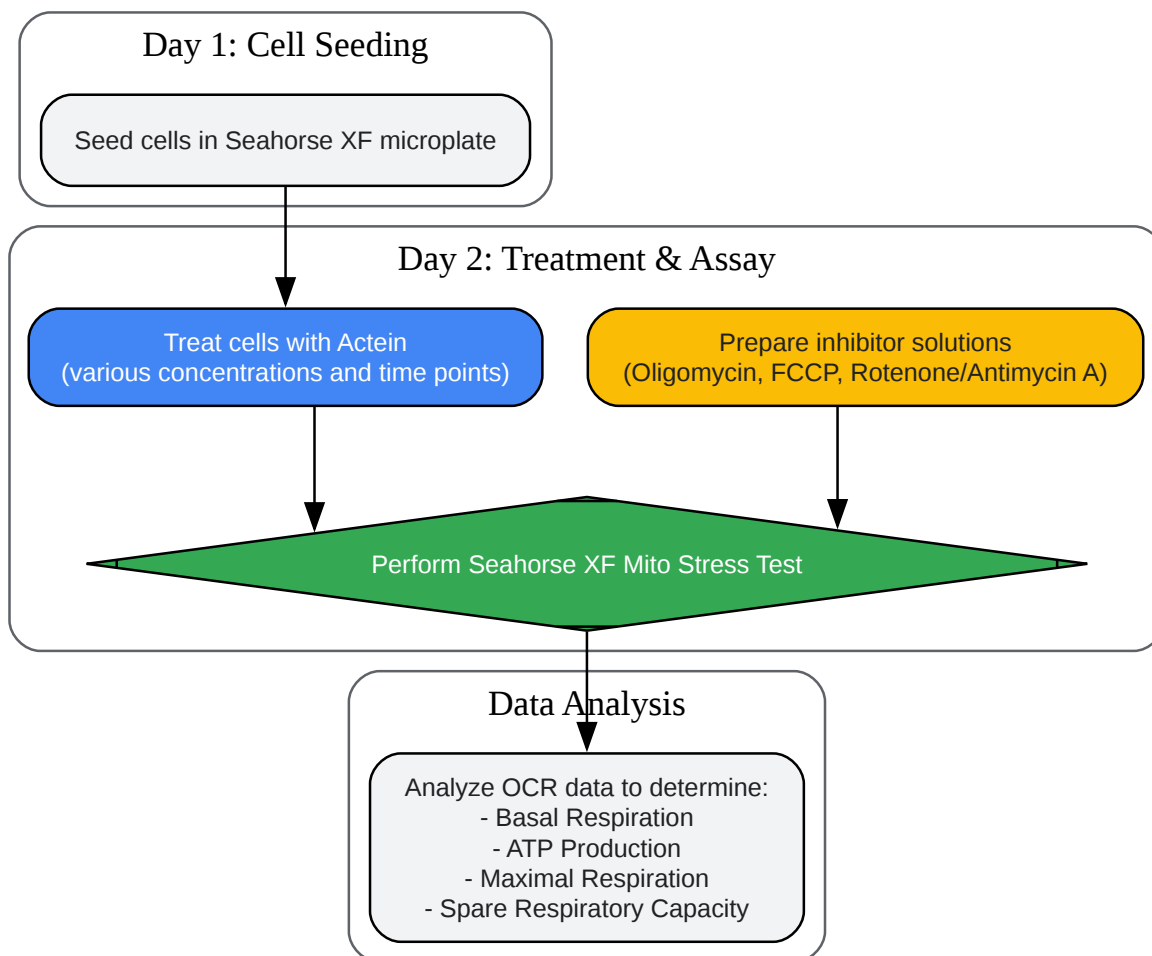 Day 1: Cell Seeding
Seed cells in Seahorse XF microplate
Day 2: Treatment & Assay
Treat cells with Actein
(various concentrations and time points)
Prepare inhibitor solutions
(Oligomycin, FCCP, Rotenone/Antimycin A)
Perform Seahorse XF Mito Stress Test
Data Analysis
Analyze OCR data to determine:
- Basal Respiration
- ATP Production
- Maximal Respiration
- Spare Respiratory Capacity